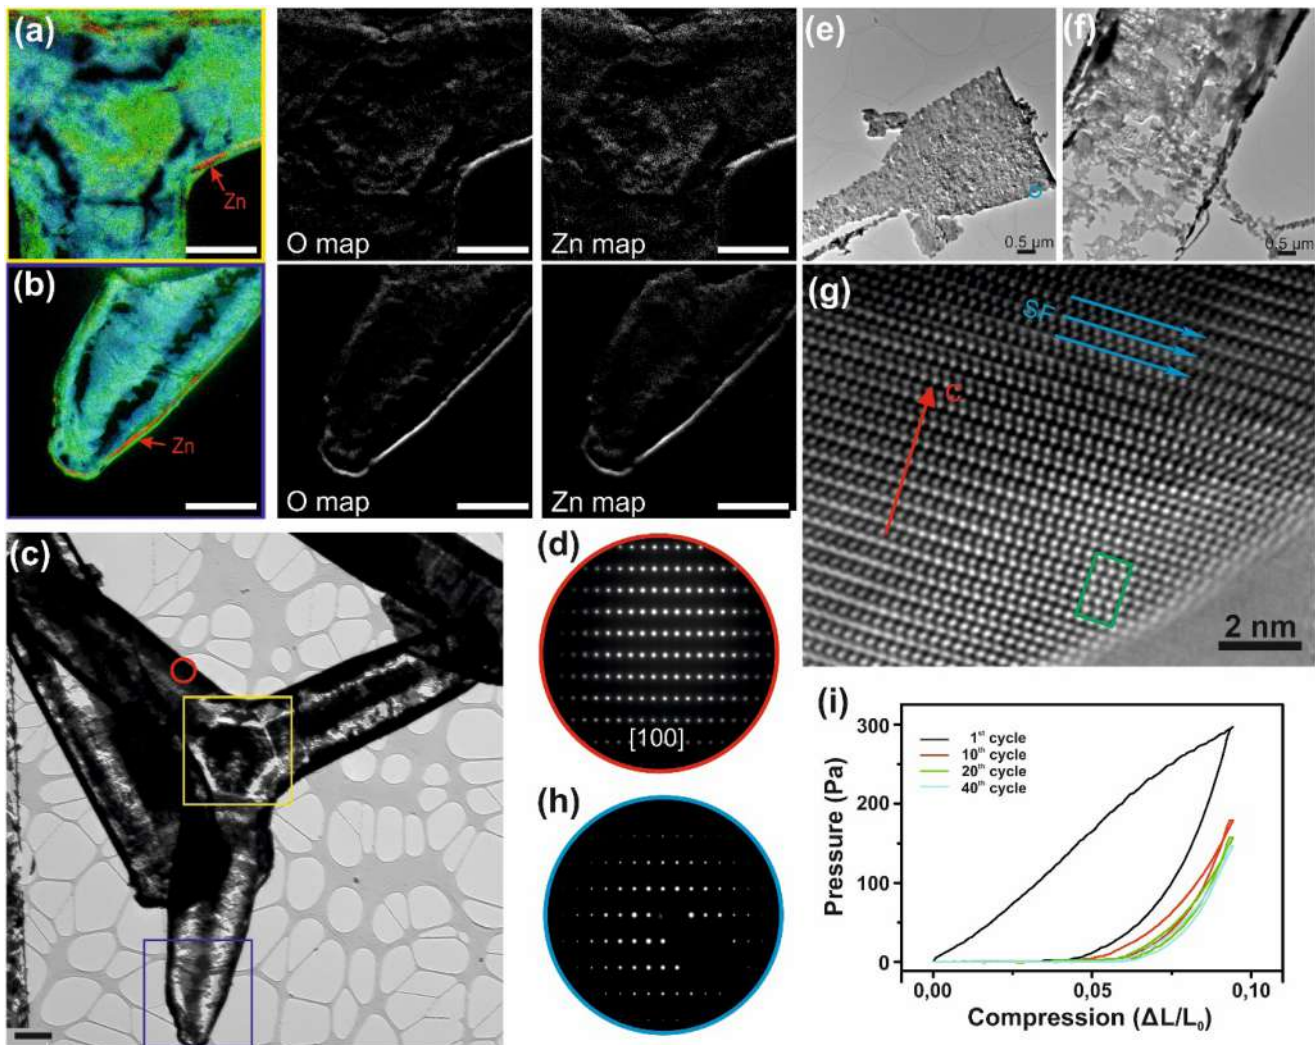 (a)
Zn
O map
Zn map
(b)
Zn
O map
Zn map
(c)
(d)
[100]
(e)
0.5 µm
(f)
0.5 µm
(g)
SF
c
2 nm
(h)
(i)
300
200
100
0
Pressure (Pa)
1st cycle
10th cycle
20th cycle
40th cycle
0,00
0,05
0,10
Compression (ΔL/L₀)